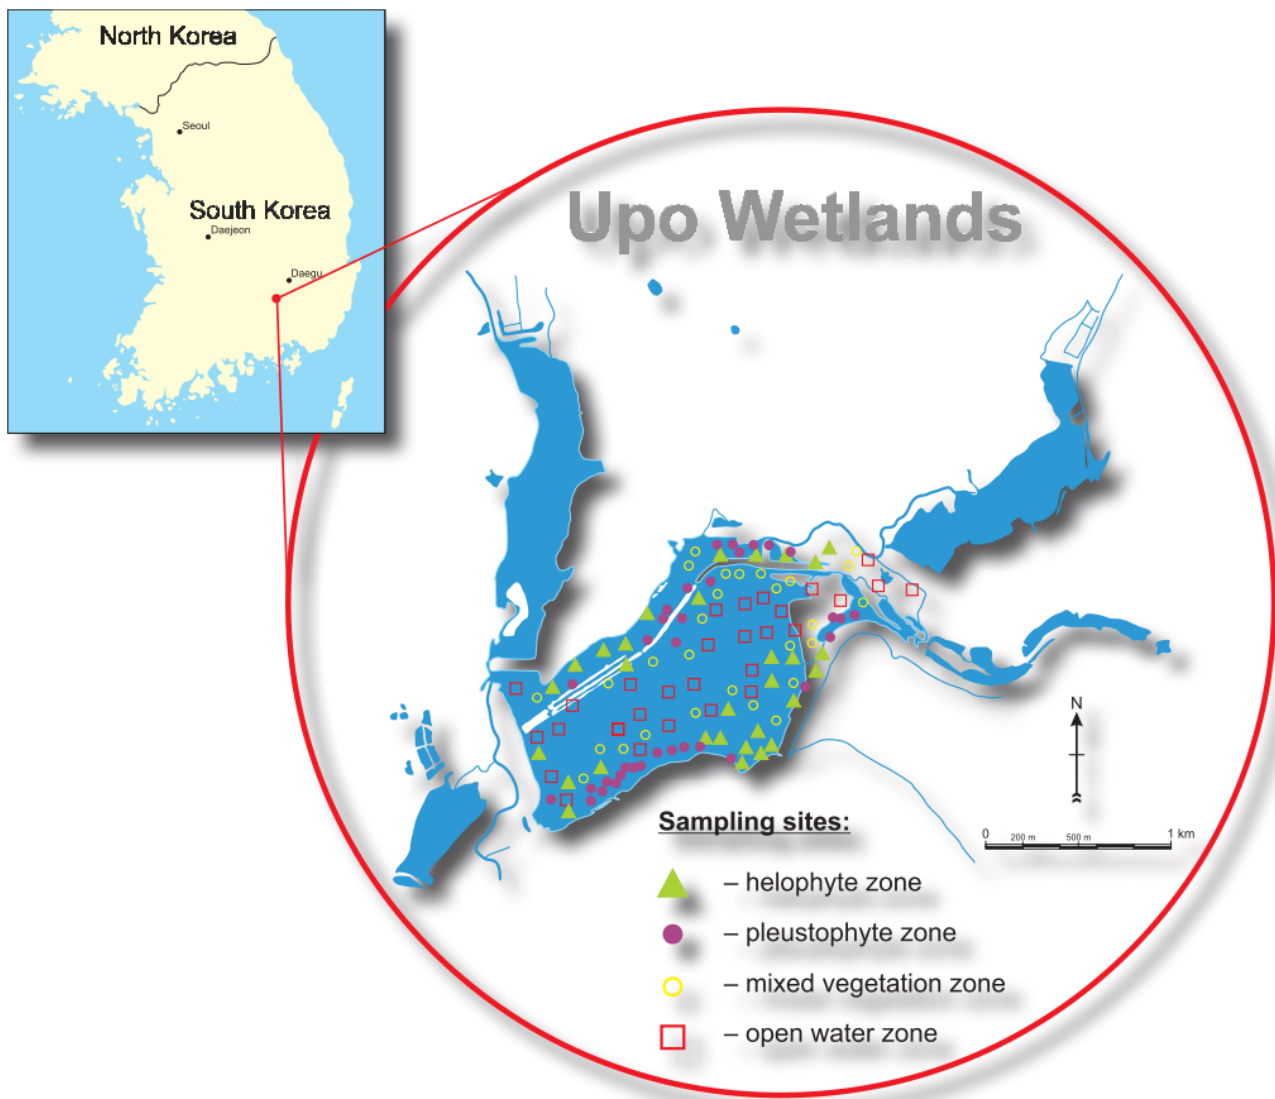 North Korea
Seoul
South Korea
Daejeon
Daegu
Upo Wetlands
N
Sampling sites:
0 200 m 500 m 1 km
– helophyte zone
– pleustophyte zone
– mixed vegetation zone
– open water zone